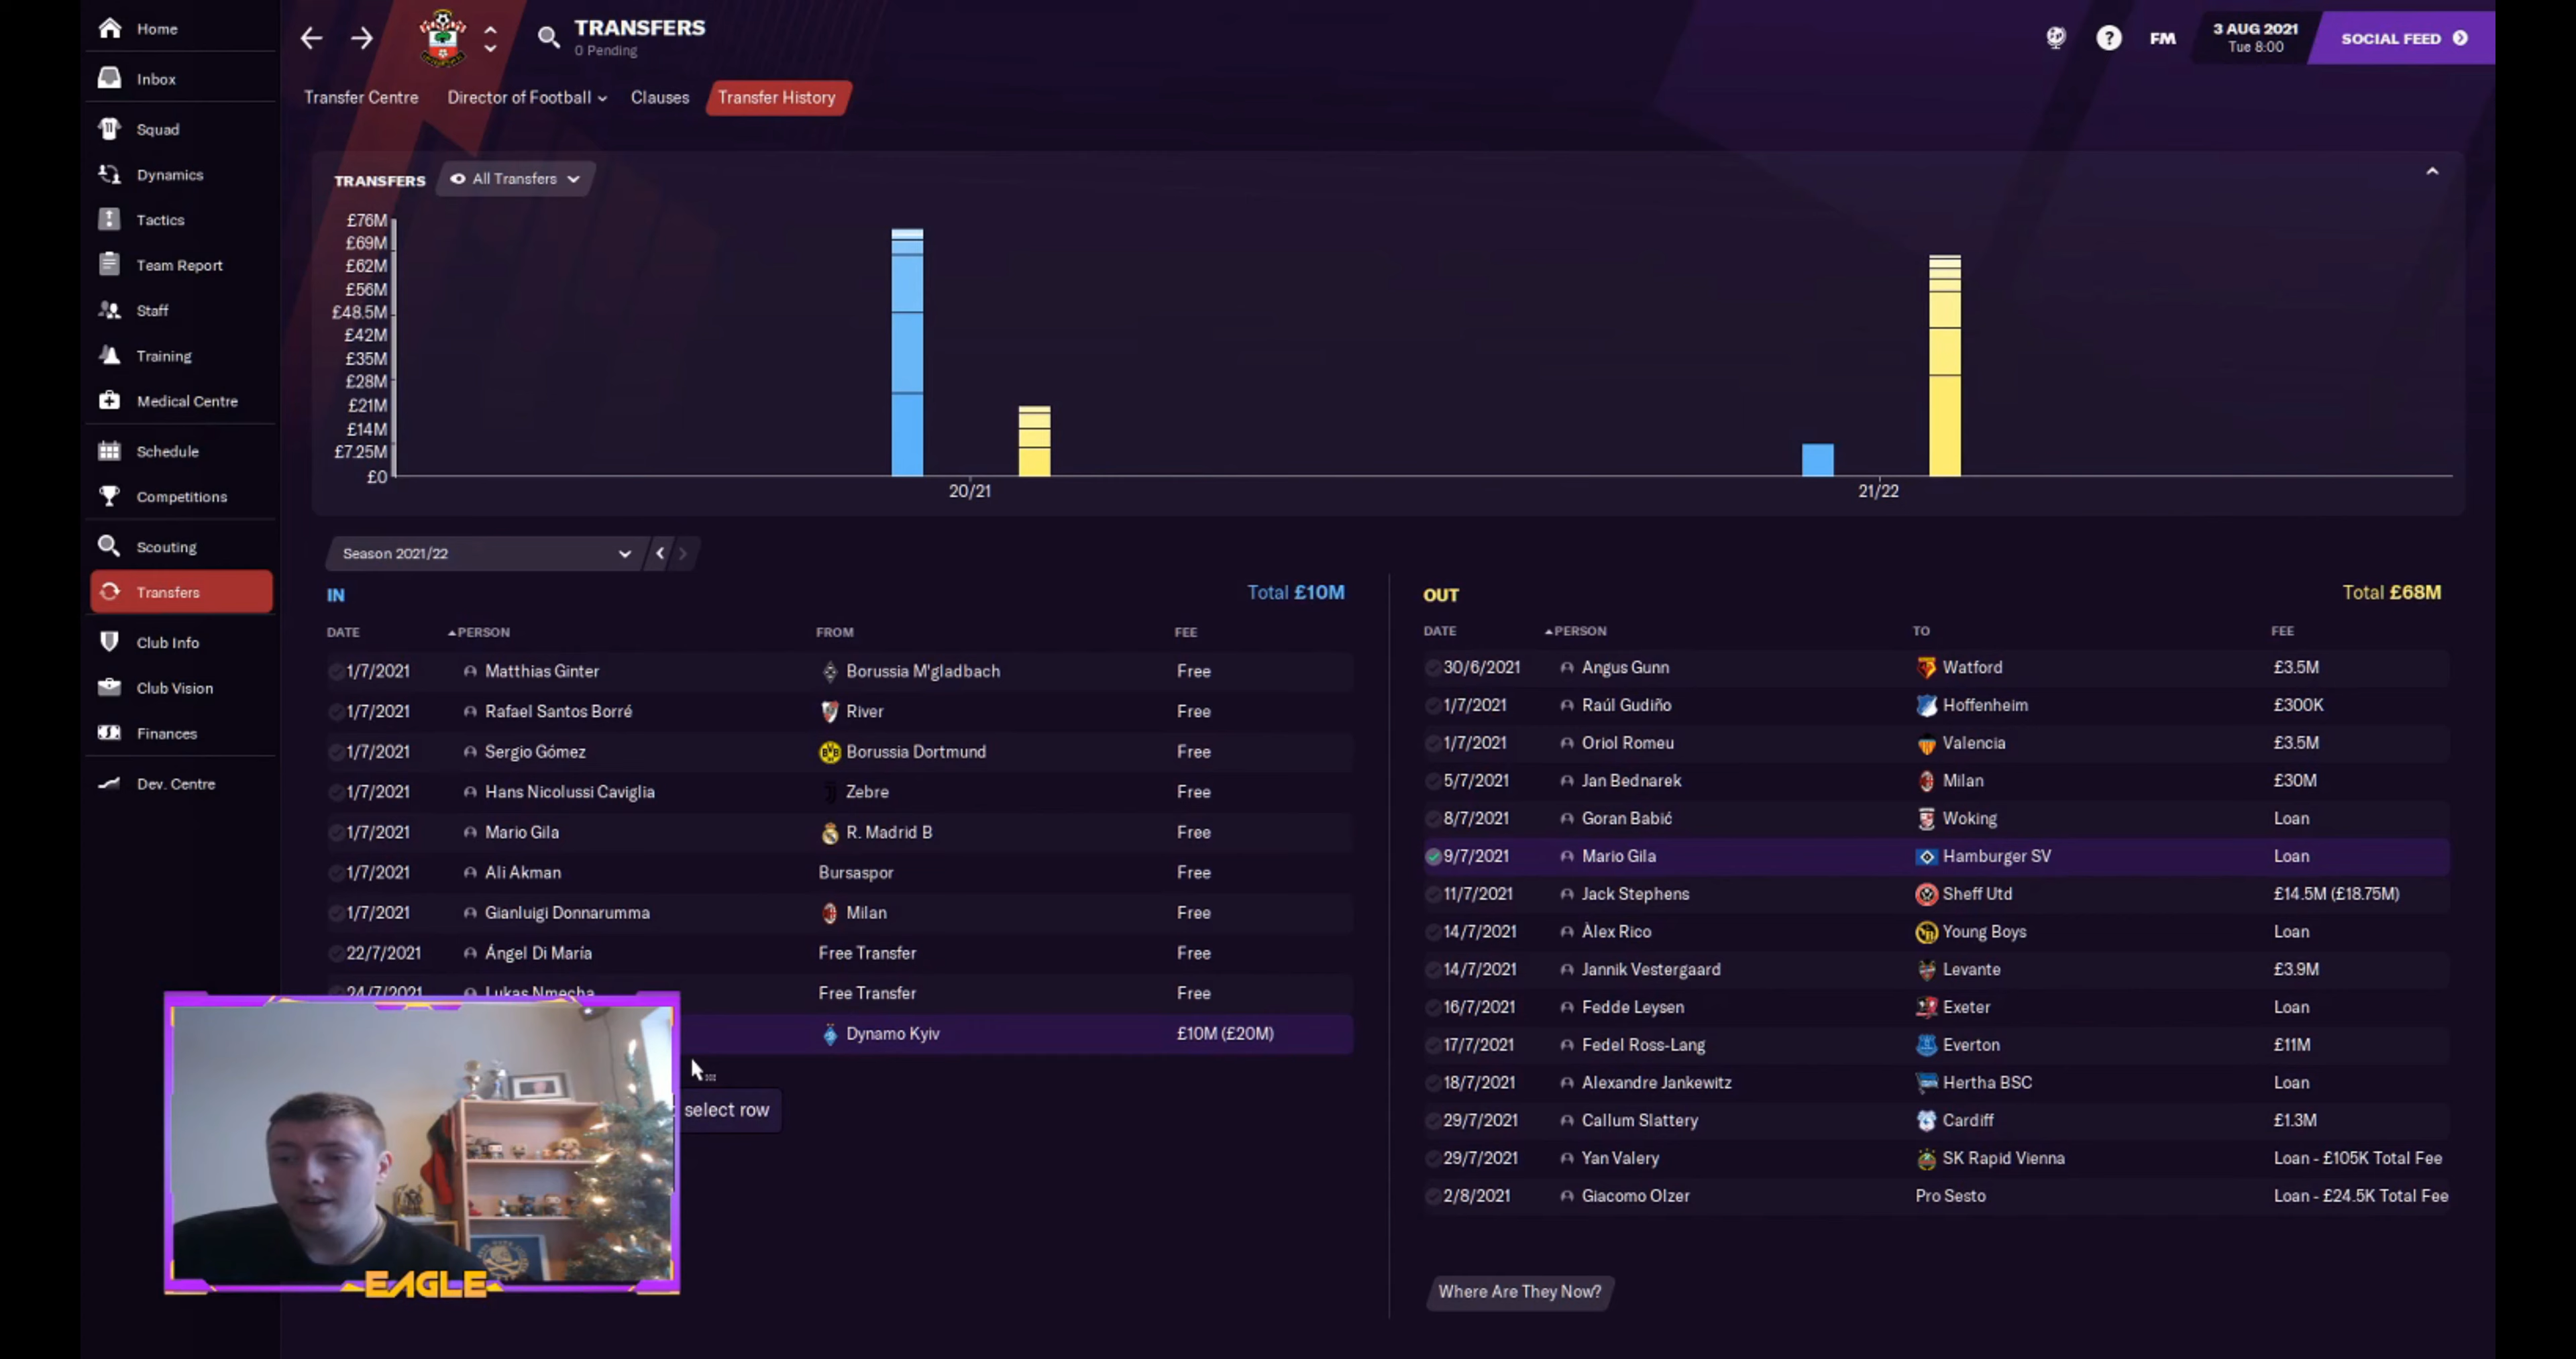 Home
Inbox
Squad
Dynamics
Tactics
Team Report
Staff
Training
Medical Centre
Schedule
Competitions
Scouting
Transfers
Club Info
Club Vision
Finances
Dev. Centre
TRANSFERS
0 Pending
FM
3 AUG 2021
Tue 8:00
SOCIAL FEED
Transfer Centre Director of Football Clauses Transfer History
TRANSFERS All Transfers
£76M
£69M
£62M
£56M
£48.5M
£42M
£35M
£28M
£21M
£14M
£7.25M
£0
20/21 21/22
Season 2021/22
IN Total £10M
DATE PERSON FROM FEE
1/7/2021 Matthias Ginter Borussia M'gladbach Free
1/7/2021 Rafael Santos Borré River Free
1/7/2021 Sergio Gómez Borussia Dortmund Free
1/7/2021 Hans Nicolussi Caviglia Zebre Free
1/7/2021 Mario Gila R. Madrid B Free
1/7/2021 Ali Akman Bursaspor Free
1/7/2021 Gianluigi Donnarumma Milan Free
22/7/2021 Ángel Di María Free Transfer Free
24/7/2021 Lukas Nmecha Free Transfer Free
Dynamo Kyiv £10M (£20M)
select row
EAGLE
OUT Total £68M
DATE PERSON TO FEE
30/6/2021 Angus Gunn Watford £3.5M
1/7/2021 Raúl Gudiño Hoffenheim £300K
1/7/2021 Oriol Romeu Valencia £3.5M
5/7/2021 Jan Bednarek Milan £30M
8/7/2021 Goran Babić Woking Loan
9/7/2021 Mario Gila Hamburger SV Loan
11/7/2021 Jack Stephens Sheff Utd £14.5M (£18.75M)
14/7/2021 Àlex Rico Young Boys Loan
14/7/2021 Jannik Vestergaard Levante £3.9M
16/7/2021 Fedde Leysen Exeter Loan
17/7/2021 Fedel Ross-Lang Everton £11M
18/7/2021 Alexandre Jankewitz Hertha BSC Loan
29/7/2021 Callum Slattery Cardiff £1.3M
29/7/2021 Yan Valery SK Rapid Vienna Loan - £105K Total Fee
2/8/2021 Giacomo Olzer Pro Sesto Loan - £24.5K Total Fee
Where Are They Now?